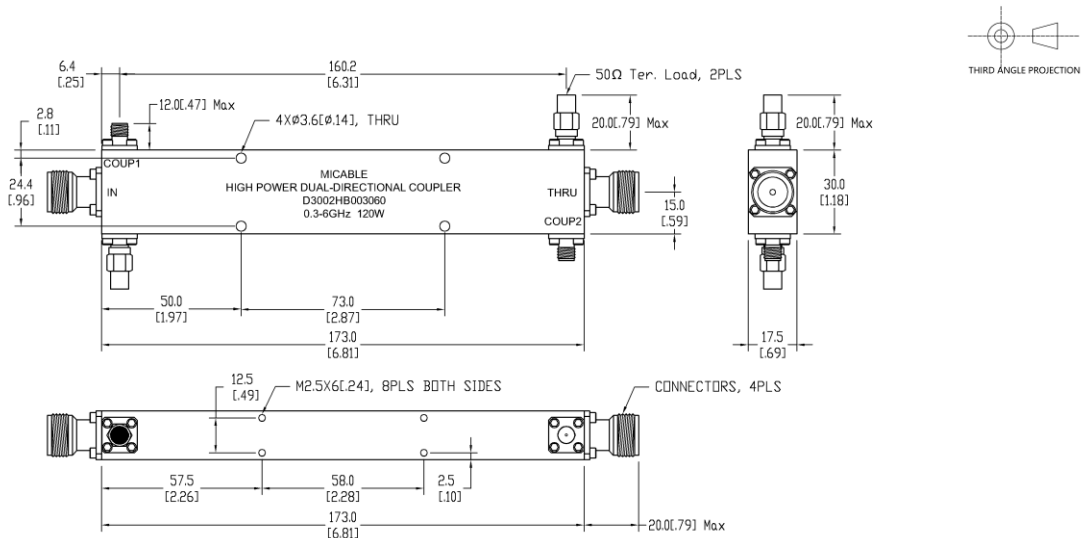 THIRD ANGLE PROJECTION
6.4
[.25]
160.2
[6.31]
50Ω Ter. Load, 2PLS
12.0[.47] Max
2.8
[.11]
4XØ3.6[Ø.14], THRU
20.0[.79] Max
20.0[.79] Max
COUP1
MICABLE
HIGH POWER DUAL-DIRECTIONAL COUPLER
D3002HB003060
0.3-6GHz 120W
IN
THRU
COUP2
24.4
[.96]
15.0
[.59]
30.0
[1.18]
50.0
[1.97]
73.0
[2.87]
173.0
[6.81]
17.5
[.69]
12.5
[.49]
M2.5X6[.24], 8PLS BOTH SIDES
CONNECTORS, 4PLS
57.5
[2.26]
58.0
[2.28]
2.5
[.10]
173.0
[6.81]
20.0[.79] Max